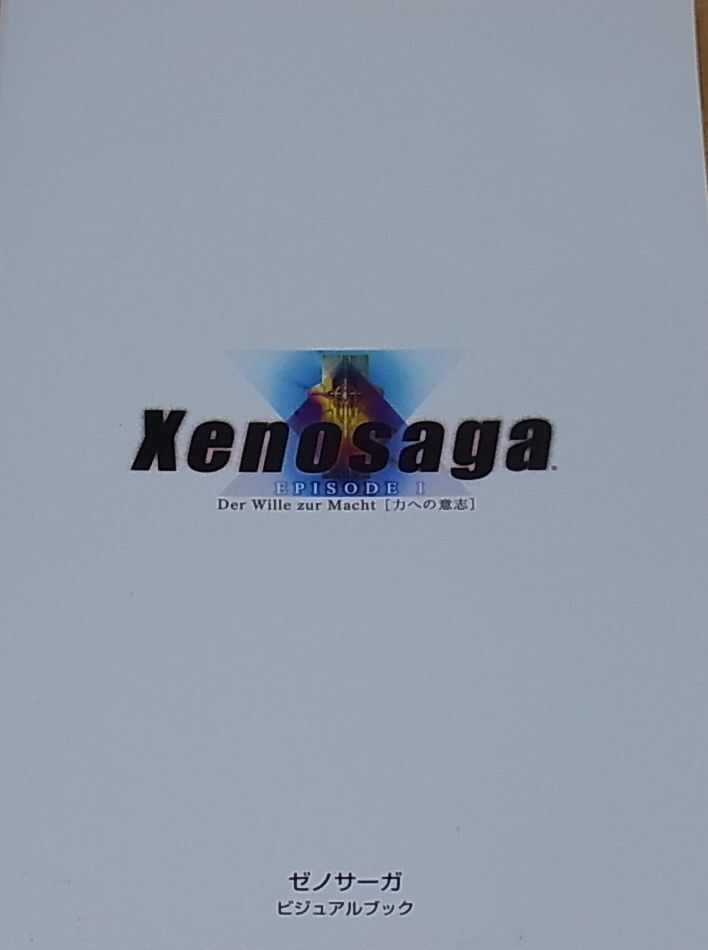 Xenosaga
EPISODE I
Der Wille zur Macht [力への意志]
ゼノサーガ
ビジュアルブック